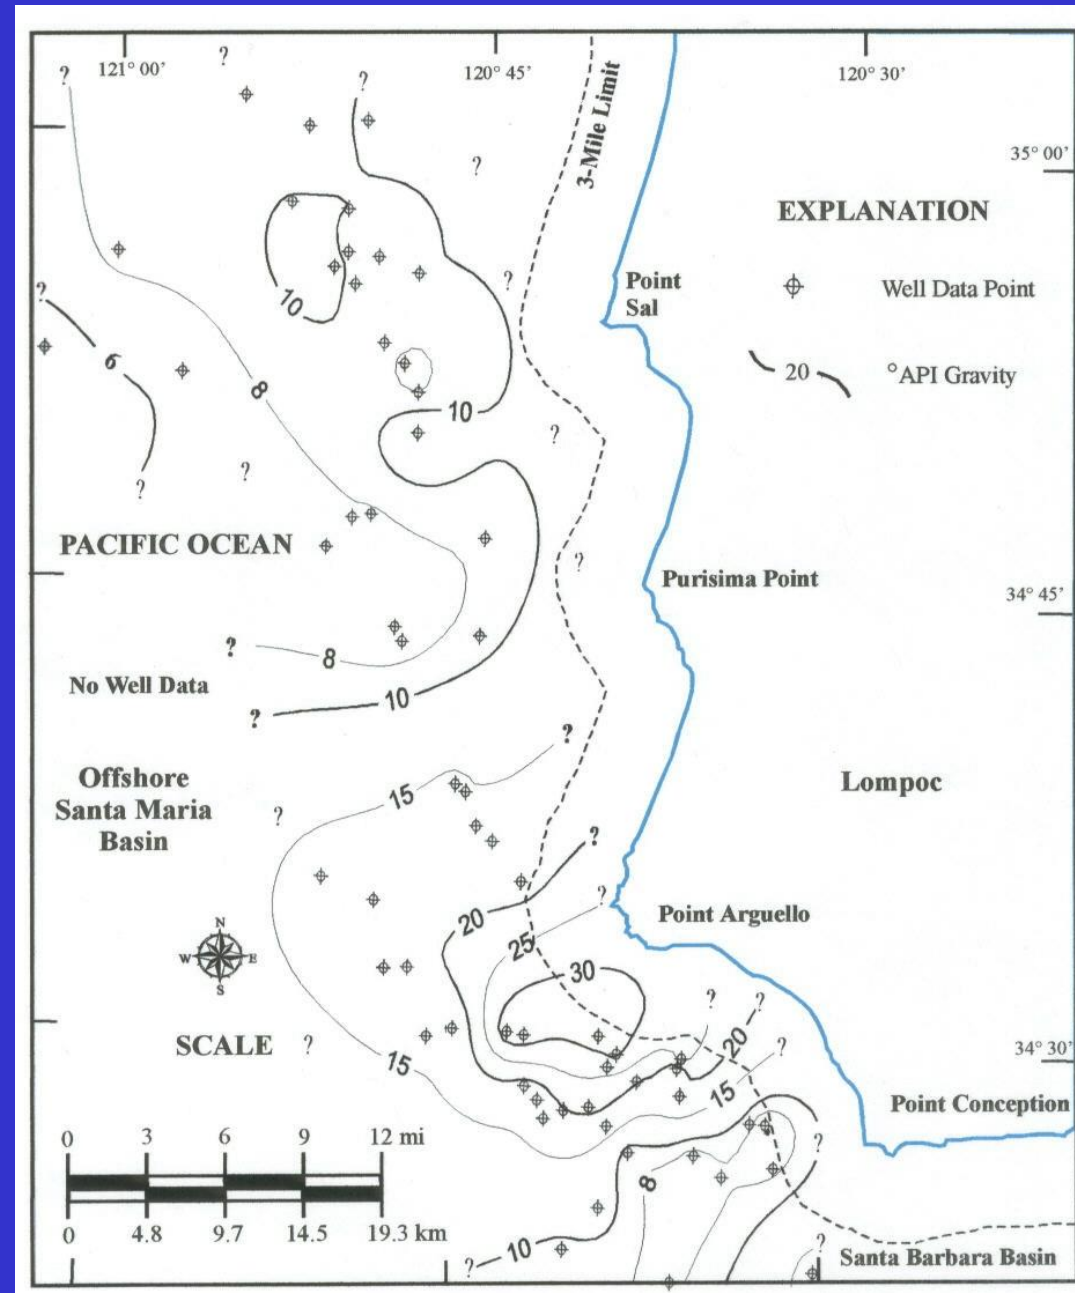 ?
?
?
121° 00'
120° 45'
120° 30'
3-Mile Limit
?
35° 00'
EXPLANATION
Well Data Point
20
°API Gravity
Point
Sal
?
?
10
6
8
10
?
?
?
PACIFIC OCEAN
?
Purisima Point
34° 45'
?
8
No Well Data
10
?
?
Offshore
Santa Maria
Basin
15
?
Lompoc
?
20
?
Point Arguello
25
N
W
E
S
30
?
?
SCALE
?
20
?
34° 30'
15
15
Point Conception
0
3
6
9
12 mi
?
8
0
4.8
9.7
14.5
19.3 km
10
?
?
Santa Barbara Basin